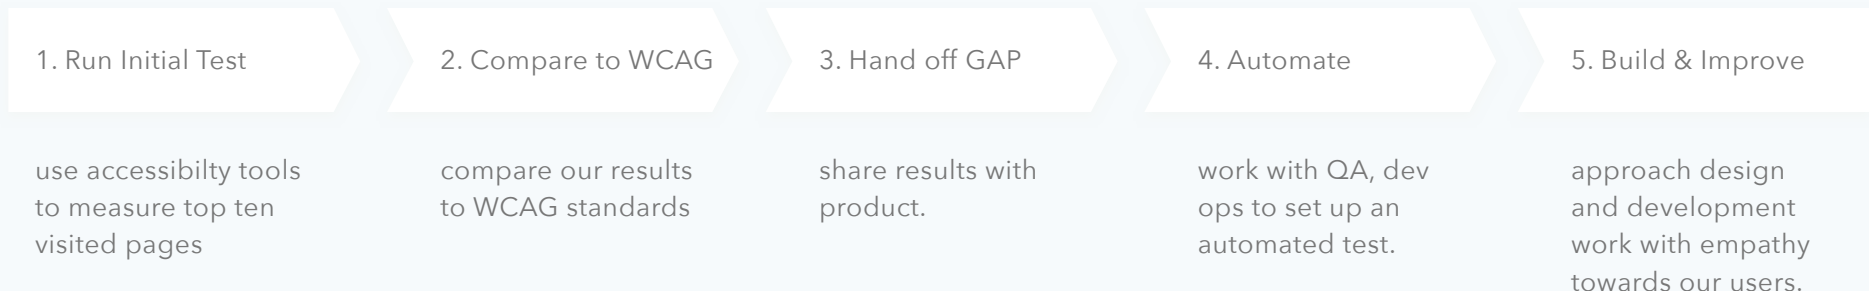 1. Run Initial Test
2. Compare to WCAG
3. Hand off GAP
4. Automate
5. Build & Improve
use accessibilty tools
to measure top ten
visited pages
compare our results
to WCAG standards
share results with
product.
work with QA, dev
ops to set up an
automated test.
approach design
and development
work with empathy
towards our users.